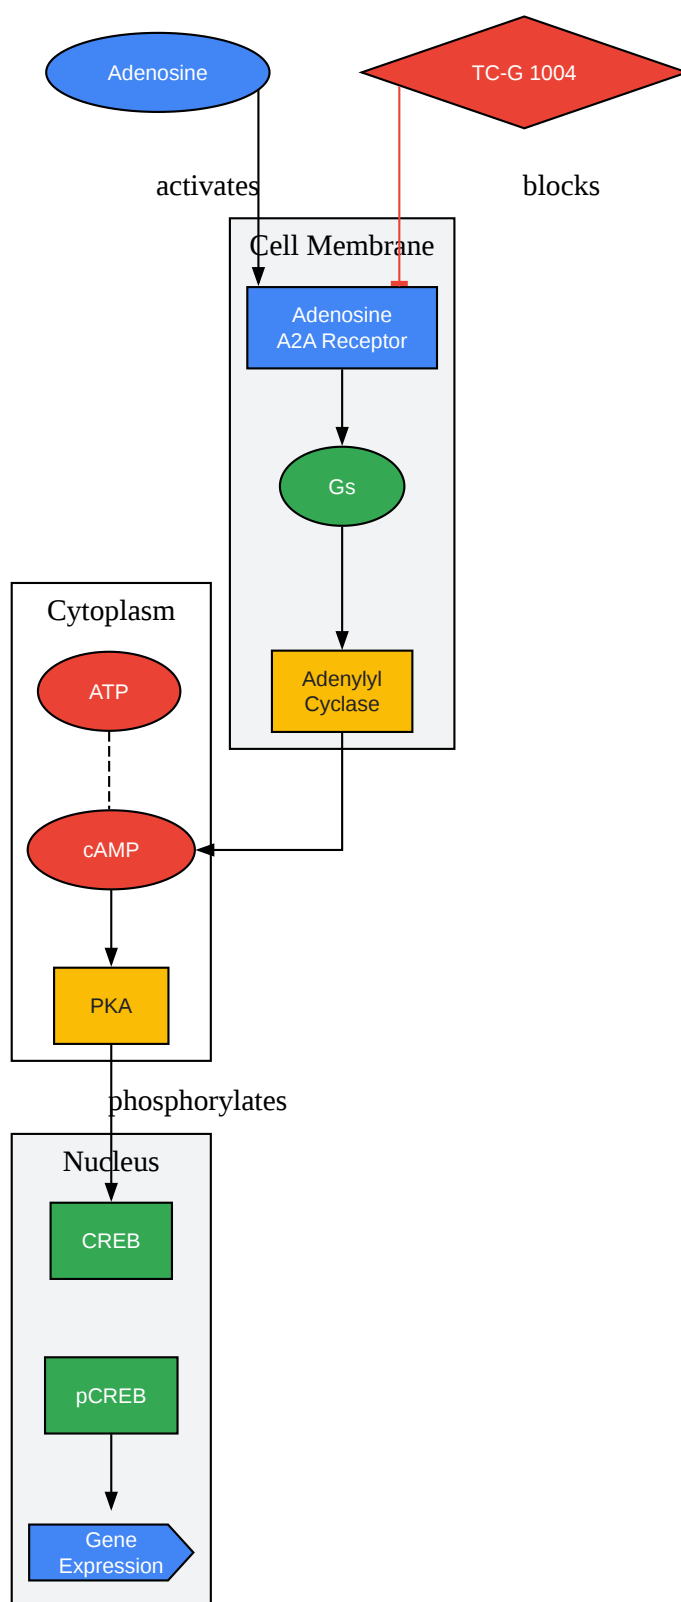 Adenosine
TC-G 1004
activates
blocks
Cell Membrane
Adenosine
A2A Receptor
Gs
Adenylyl
Cyclase
Cytoplasm
ATP
cAMP
PKA
phosphorylates
Nucleus
CREB
pCREB
Gene
Expression